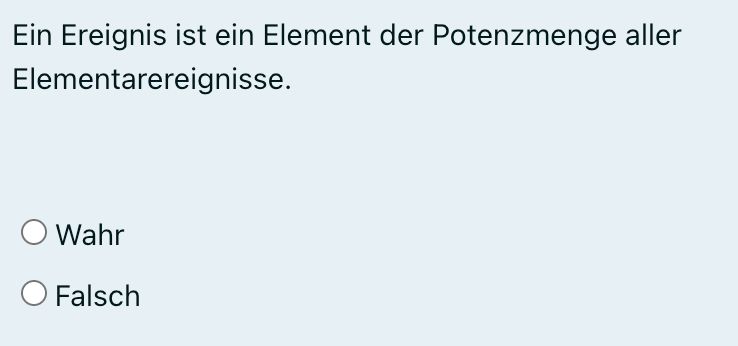 Ein Ereignis ist ein Element der Potenzmenge aller
Elementarereignisse.
Wahr
Falsch